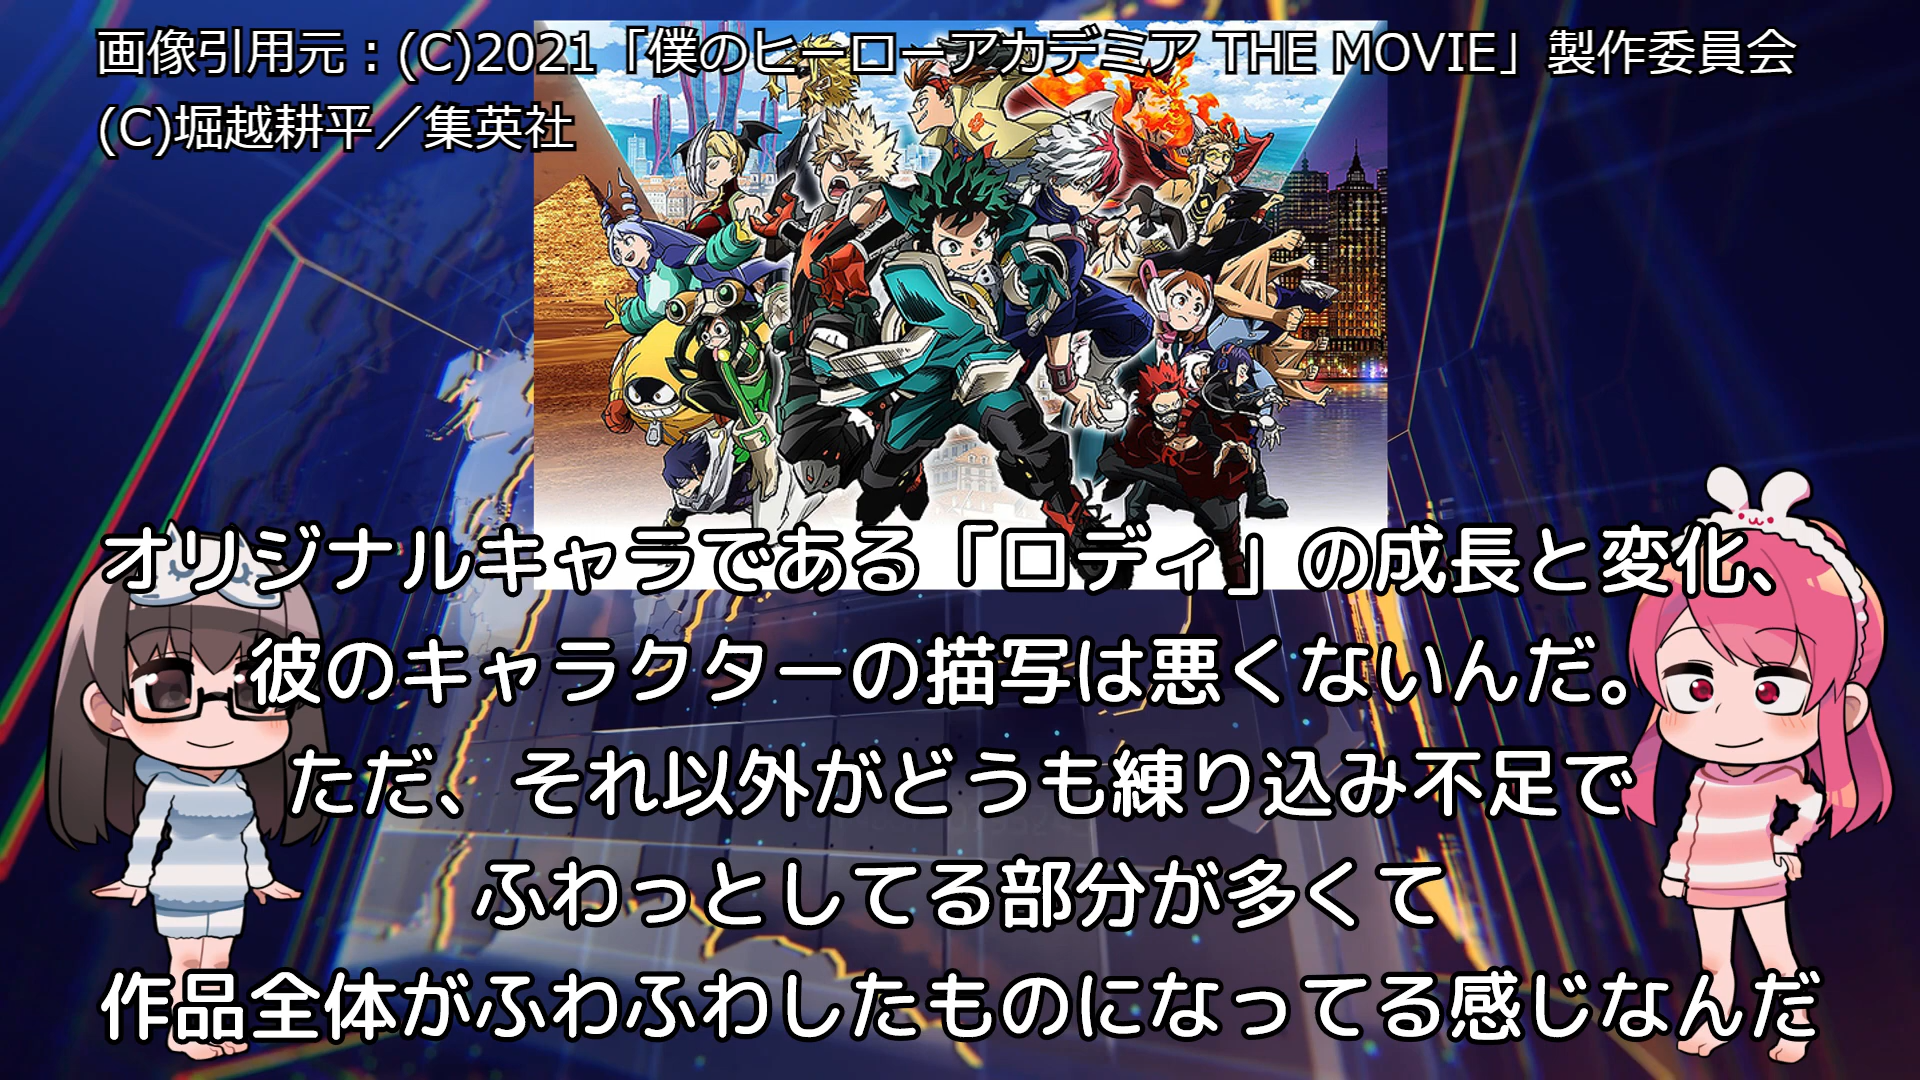 画像引用元：(C)2021「僕のヒーローアカデミア THE MOVIE」製作委員会
(C)堀越耕平／集英社
オリジナルキャラである「ロディ」の成長と変化、
彼のキャラクターの描写は悪くないんだ。
ただ、それ以外がどうも練り込み不足で
ふわっとしてる部分が多くて
作品全体がふわふわしたものになってる感じなんだ